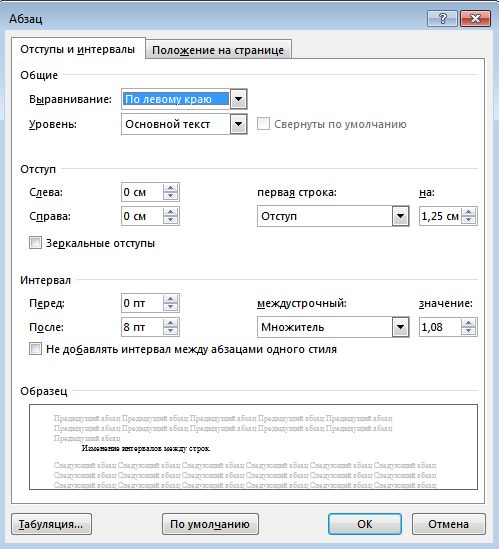 Абзац
Отступы и интервалы Положение на странице
Общие
Выравнивание: По левому краю
Уровень: Основной текст Свернуты по умолчанию
Отступ
Слева: 0 см первая строка: на:
Справа: 0 см Отступ 1,25 см
Зеркальные отступы
Интервал
Перед: 0 пт междустрочный: значение:
После: 8 пт Множитель 1,08
Не добавлять интервал между абзацами одного стиля
Образец
Предыдущий абзац Предыдущий абзац Предыдущий абзац Предыдущий абзац Предыдущий абзац
Предыдущий абзац Предыдущий абзац Предыдущий абзац Предыдущий абзац Предыдущий абзац
Предыдущий абзац
Изменение интервалов между строк.
Следующий абзац Следующий абзац Следующий абзац Следующий абзац Следующий абзац Следующий абзац
Следующий абзац Следующий абзац Следующий абзац Следующий абзац Следующий абзац Следующий абзац
Следующий абзац Следующий абзац Следующий абзац Следующий абзац Следующий абзац Следующий абзац
Табуляция... По умолчанию ОК Отмена